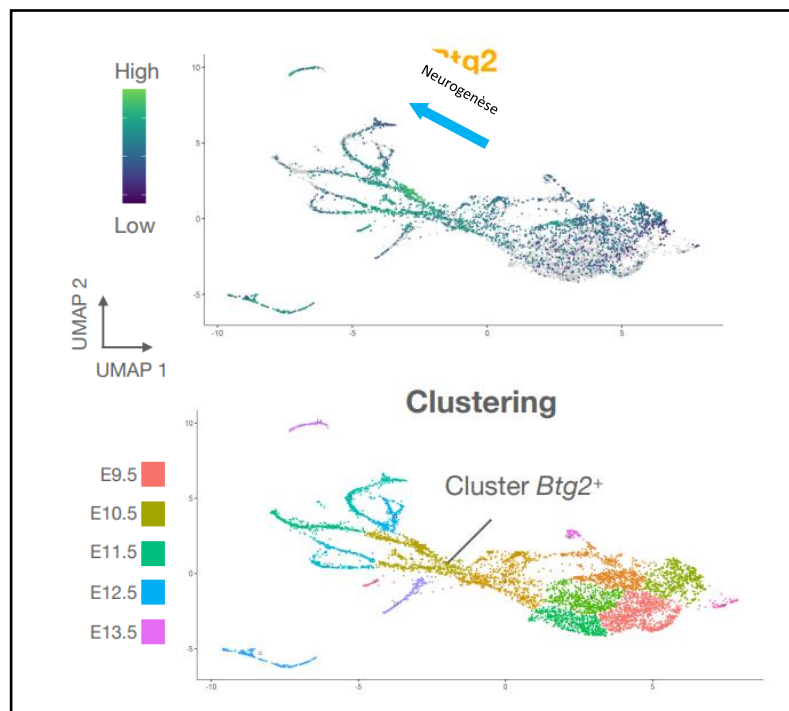 High
Low
Btg2
Neurogenèse
10
5
0
-5
-10
-5
0
5
UMAP 2
UMAP 1
Clustering
Cluster Btg2+
E9.5
E10.5
E11.5
E12.5
E13.5
10
5
0
-5
-10
-5
0
5